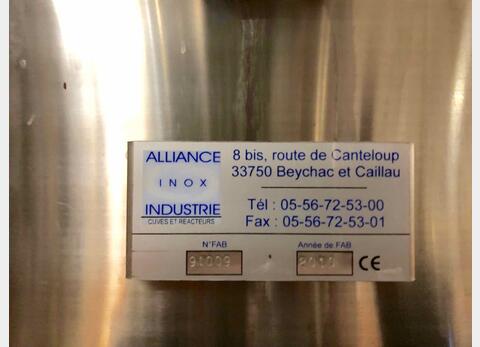 ALLIANCE
INOX
INDUSTRIE
CUVES ET REACTEURS
8 bis, route de Canteloup
33750 Beychac et Caillau
Tél : 05-56-72-53-00
Fax : 05-56-72-53-01
N°FAB
Année de FAB
CE